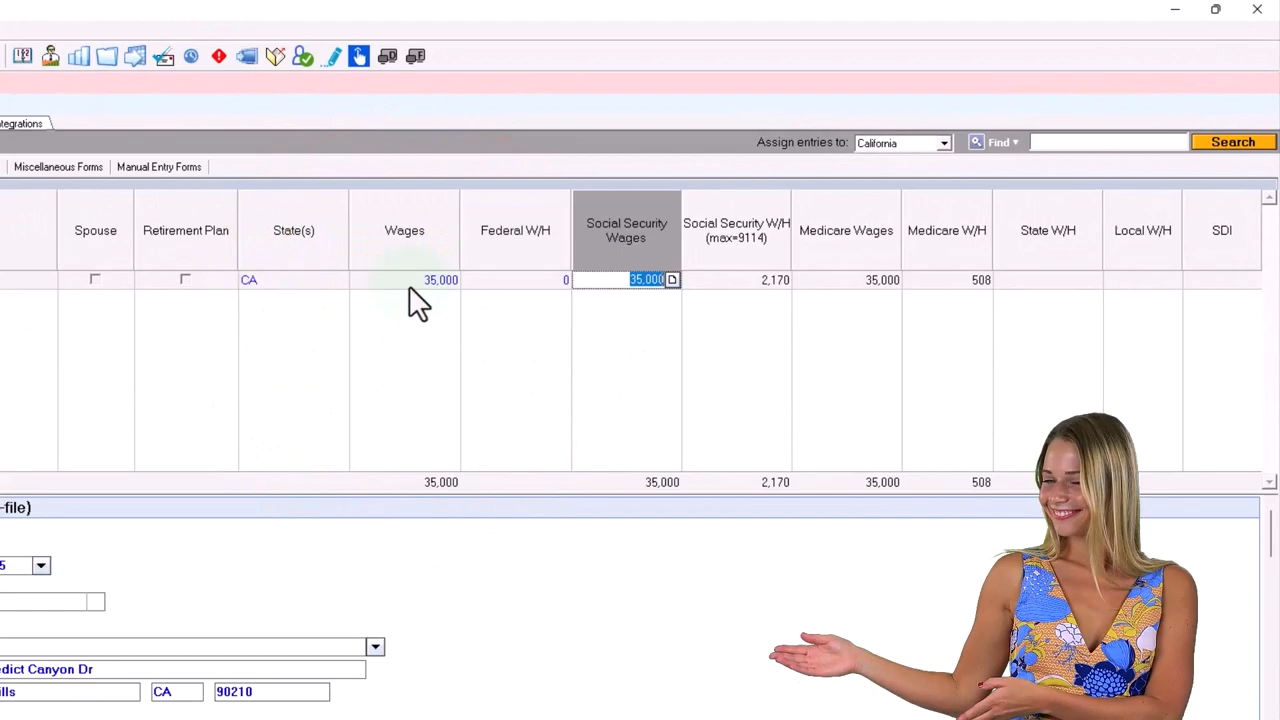 tegrations
Assign entries to: California Find Search
Miscellaneous Forms Manual Entry Forms
Spouse Retirement Plan State(s) Wages Federal W/H Social Security Wages Social Security W/H (max=9114) Medicare Wages Medicare W/H State W/H Local W/H SDI
CA 35,000 0 35,000 2,170 35,000 508
35,000 35,000 2,170 35,000 508
-file)
5
edict Canyon Dr
ills CA 90210